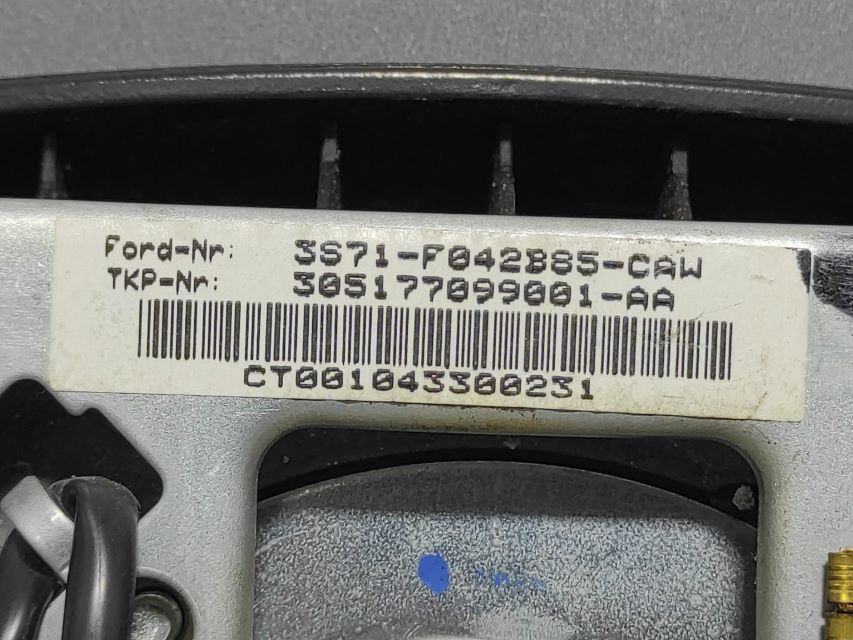 Ford-Nr: 3S71-F042B85-CAW
TKP-Nr: 305177099001-AA
CT001043300231